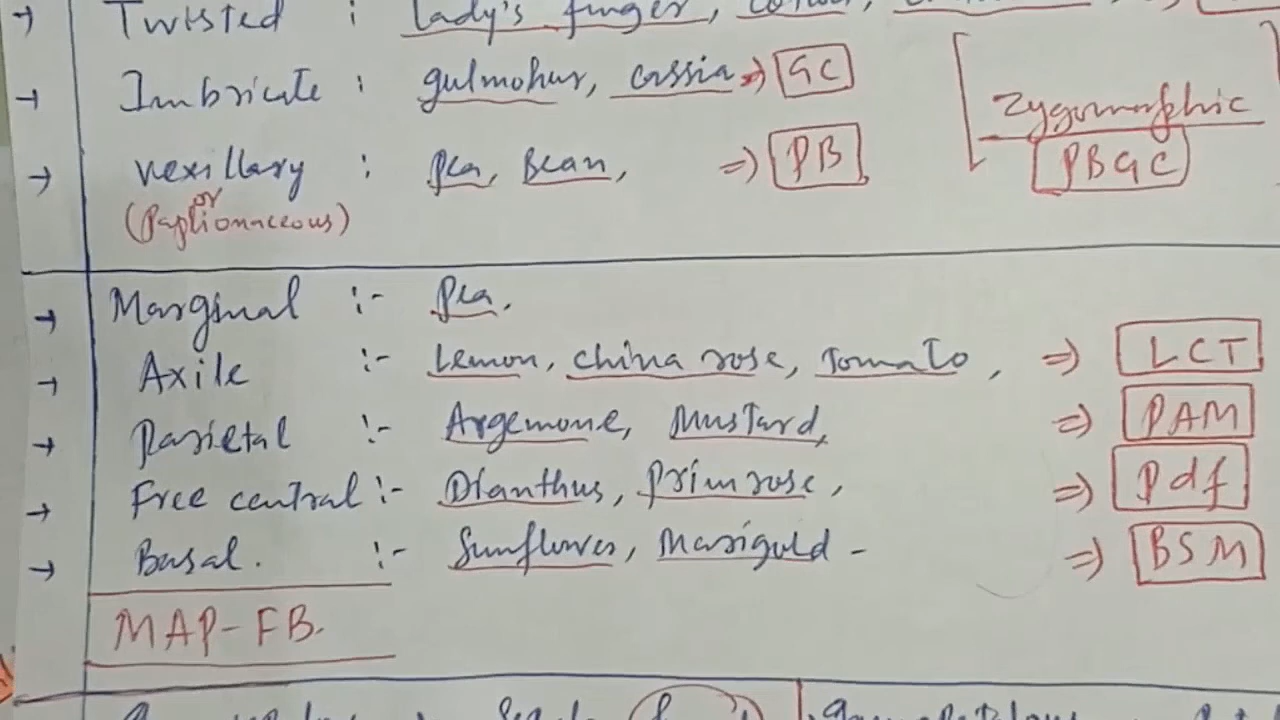 → Twisted : lady's finger,
→ Imbricate : gulmohur, cassia => GC
Zygomorphic
PBGC
→ vexillary : Pea, Bean, => PB
or
(Paplionaceous)
→ Marginal :- Pea.
→ Axile :- Lemon, china rose, Tomato, => LCT
→ Parietal :- Argemone, Mustard, => PAM
→ Free central :- Dianthus, primrose, => Pdf
→ Basal. :- Sunflower, Marigold - => BSM
MAP-FB.